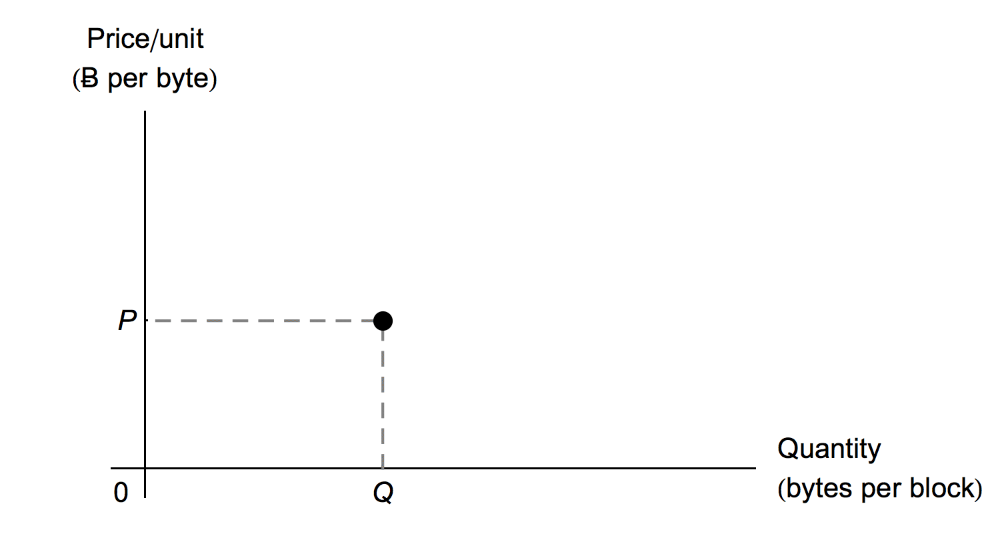 Price/unit
(Ƀ per byte)
P
Quantity
0
Q
(bytes per block)